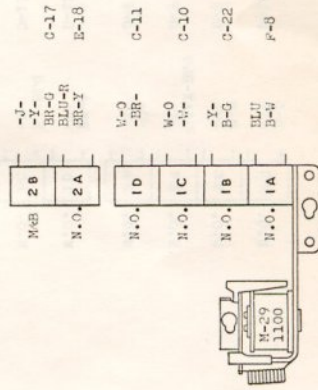 -J-
-Y-
M&B 2B BR-G C-17
BLU-R
N.O. 2A BR-Y E-18
W-O C-11
N.O. 1D -BR-
W-O C-10
N.O. 1C -W-
-Y- C-22
N.O. 1B B-G
BLU F-8
N.O. 1A B-W
M-29
1100